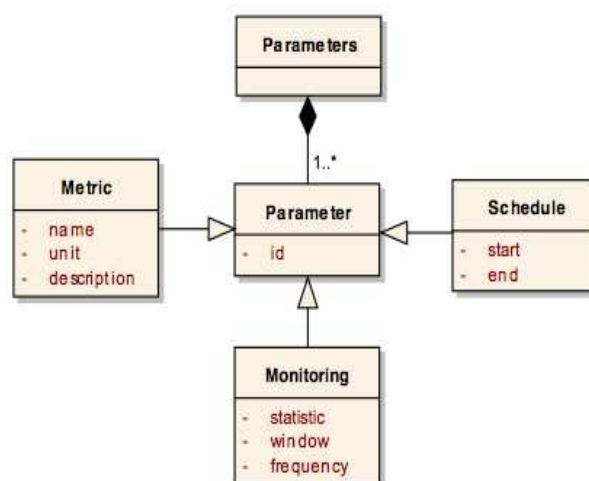 Parameters
1..*
Metric
- name
- unit
- description
Parameter
- id
Schedule
- start
- end
Monitoring
- statistic
- window
- frequency